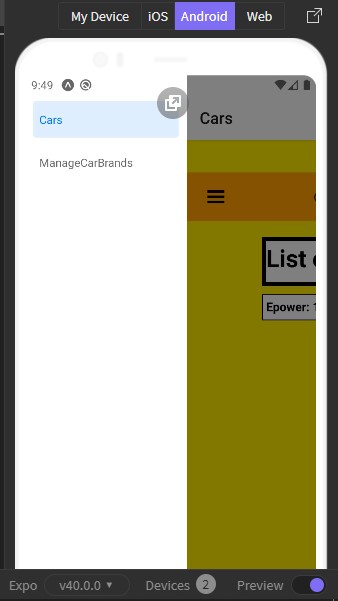 My Device iOS Android Web
9:49
Cars
ManageCarBrands
Cars
List
Epower:
Expo v40.0.0 Devices 2 Preview